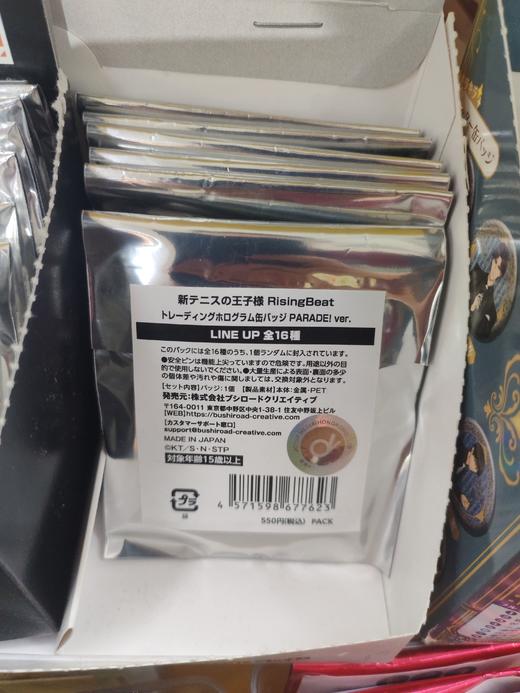 新テニスの王子様 RisingBeat
トレーディングホログラム缶バッジ PARADE! ver.
LINE UP 全16種
このパックには全16種のうち、1個ランダムに封入されています。
●安全ピンは機能上尖っていますので危険です。用途以外の目
的で使用しないでください。●大量生産による表面・裏面の多少
の個体差や汚れや傷に関しましては、交換対象外となります。
[セット内容]バッジ:1個 [製品素材]本体:金属・PET
発売元:株式会社ブシロードクリエイティブ
〒164-0011 東京都中野区中央1-38-1 住友中野坂上ビル
[WEB]https://bushiroad-creative.com/
[カスタマーサポート窓口]
support@bushiroad-creative.com
MADE IN JAPAN
©KT/S・N・STP
対象年齢15歳以上
プラ
4 571598 677623
550円(税込) PACK
缶バッジ